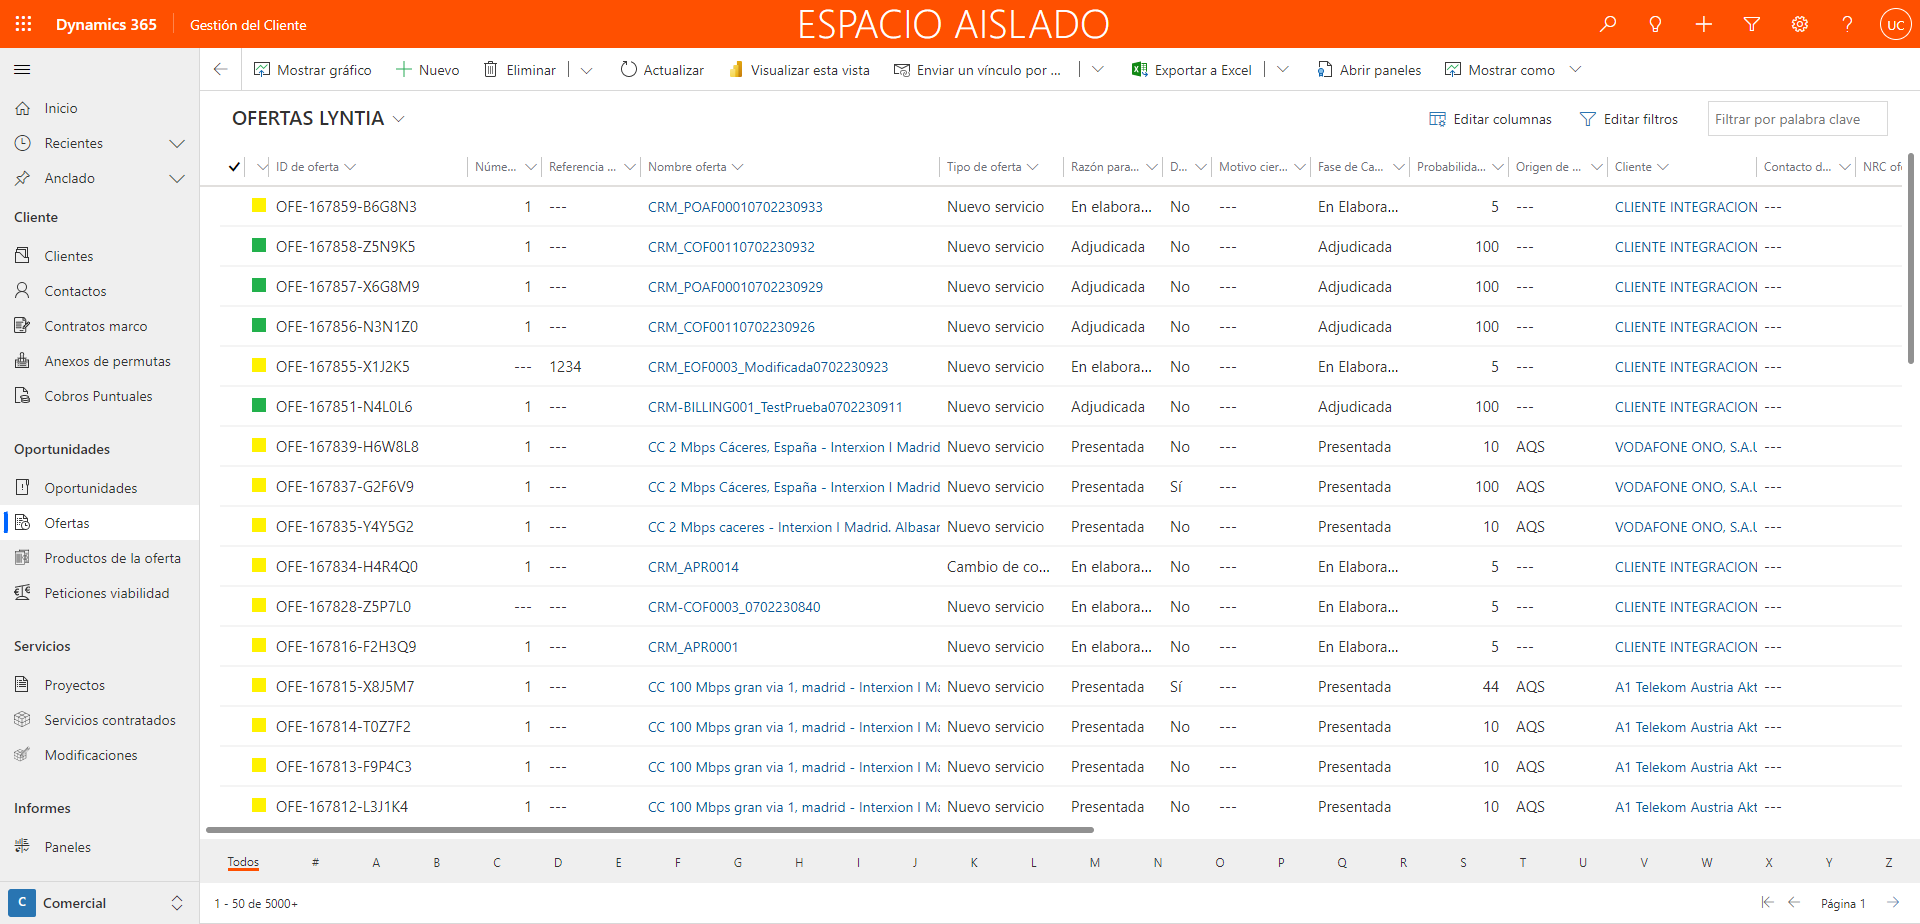 Dynamics 365
Gestión del Cliente
ESPACIO AISLADO
UC
Mostrar gráfico
Nuevo
Eliminar
Actualizar
Visualizar esta vista
Enviar un vínculo por ...
Exportar a Excel
Abrir paneles
Mostrar como
Inicio
Recientes
Anclado
Cliente
Clientes
Contactos
Contratos marco
Anexos de permutas
Cobros Puntuales
Oportunidades
Oportunidades
Ofertas
Productos de la oferta
Peticiones viabilidad
Servicios
Proyectos
Servicios contratados
Modificaciones
Informes
Paneles
C Comercial
OFERTAS LYNTIA
Editar columnas
Editar filtros
Filtrar por palabra clave
ID de oferta Núme... Referencia ... Nombre oferta Tipo de oferta Razón para... D... Motivo cier... Fase de Ca... Probabilida... Origen de ... Cliente Contacto d... NRC ofe
OFE-167859-B6G8N3 1 --- CRM_POAF00010702230933 Nuevo servicio En elabora... No --- En Elabora... 5 --- CLIENTE INTEGRACION ---
OFE-167858-Z5N9K5 1 --- CRM_COF00110702230932 Nuevo servicio Adjudicada No --- Adjudicada 100 --- CLIENTE INTEGRACION ---
OFE-167857-X6G8M9 1 --- CRM_POAF00010702230929 Nuevo servicio Adjudicada No --- Adjudicada 100 --- CLIENTE INTEGRACION ---
OFE-167856-N3N1Z0 1 --- CRM_COF00110702230926 Nuevo servicio Adjudicada No --- Adjudicada 100 --- CLIENTE INTEGRACION ---
OFE-167855-X1J2K5 --- 1234 CRM_EOF0003_Modificada0702230923 Nuevo servicio En elabora... No --- En Elabora... 5 --- CLIENTE INTEGRACION ---
OFE-167851-N4L0L6 1 --- CRM-BILLING001_TestPrueba0702230911 Nuevo servicio Adjudicada No --- Adjudicada 100 --- CLIENTE INTEGRACION ---
OFE-167839-H6W8L8 1 --- CC 2 Mbps Cáceres, España - Interxion I Madrid Nuevo servicio Presentada No --- Presentada 10 AQS VODAFONE ONO, S.A.U ---
OFE-167837-G2F6V9 1 --- CC 2 Mbps Cáceres, España - Interxion I Madrid Nuevo servicio Presentada Sí --- Presentada 100 AQS VODAFONE ONO, S.A.U ---
OFE-167835-Y4Y5G2 1 --- CC 2 Mbps caceres - Interxion I Madrid. Albasar Nuevo servicio Presentada No --- Presentada 10 AQS VODAFONE ONO, S.A.U ---
OFE-167834-H4R4Q0 1 --- CRM_APR0014 Cambio de co... En elabora... No --- En Elabora... 5 --- CLIENTE INTEGRACION ---
OFE-167828-Z5P7L0 --- --- CRM-COF0003_0702230840 Nuevo servicio En elabora... No --- En Elabora... 5 --- CLIENTE INTEGRACION ---
OFE-167816-F2H3Q9 1 --- CRM_APR0001 Nuevo servicio En elabora... No --- En Elabora... 5 --- CLIENTE INTEGRACION ---
OFE-167815-X8J5M7 1 --- CC 100 Mbps gran via 1, madrid - Interxion I Ma Nuevo servicio Presentada Sí --- Presentada 44 AQS A1 Telekom Austria Akt ---
OFE-167814-T0Z7F2 1 --- CC 100 Mbps gran via 1, madrid - Interxion I Ma Nuevo servicio Presentada No --- Presentada 10 AQS A1 Telekom Austria Akt ---
OFE-167813-F9P4C3 1 --- CC 100 Mbps gran via 1, madrid - Interxion I Ma Nuevo servicio Presentada No --- Presentada 10 AQS A1 Telekom Austria Akt ---
OFE-167812-L3J1K4 1 --- CC 100 Mbps gran via 1, madrid - Interxion I Ma Nuevo servicio Presentada No --- Presentada 10 AQS A1 Telekom Austria Akt ---
Todos # A B C D E F G H I J K L M N O P Q R S T U V W X Y Z
1 - 50 de 5000+
Página 1